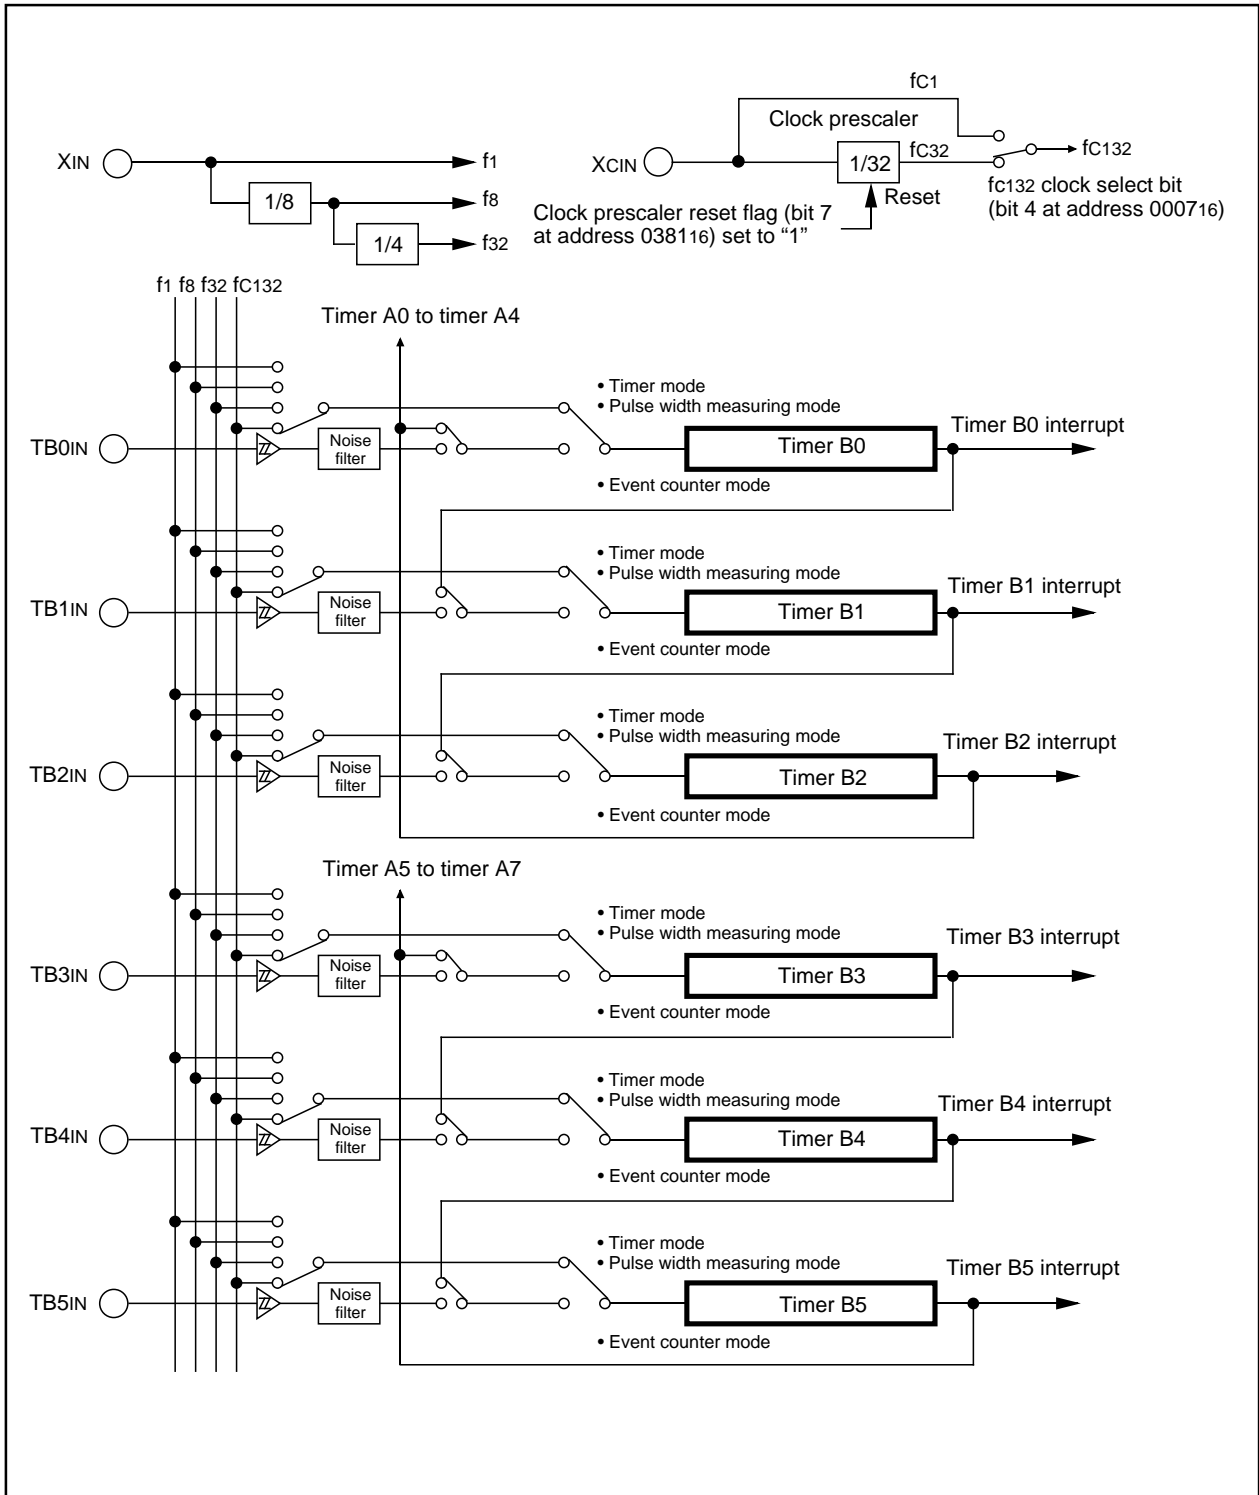 fC1
Clock prescaler
XIN
f1
XCIN
1/32
fC32
fC132
1/8
f8
Reset
fC132 clock select bit
(bit 4 at address 000716)
1/4
f32
Clock prescaler reset flag (bit 7
at address 038116) set to “1”
f1 f8 f32 fC132
Timer A0 to timer A4
• Timer mode
• Pulse width measuring mode
TB0IN
Noise
filter
Timer B0
Timer B0 interrupt
• Event counter mode
• Timer mode
• Pulse width measuring mode
TB1IN
Noise
filter
Timer B1
Timer B1 interrupt
• Event counter mode
• Timer mode
• Pulse width measuring mode
TB2IN
Noise
filter
Timer B2
Timer B2 interrupt
• Event counter mode
Timer A5 to timer A7
• Timer mode
• Pulse width measuring mode
TB3IN
Noise
filter
Timer B3
Timer B3 interrupt
• Event counter mode
• Timer mode
• Pulse width measuring mode
TB4IN
Noise
filter
Timer B4
Timer B4 interrupt
• Event counter mode
• Timer mode
• Pulse width measuring mode
TB5IN
Noise
filter
Timer B5
Timer B5 interrupt
• Event counter mode